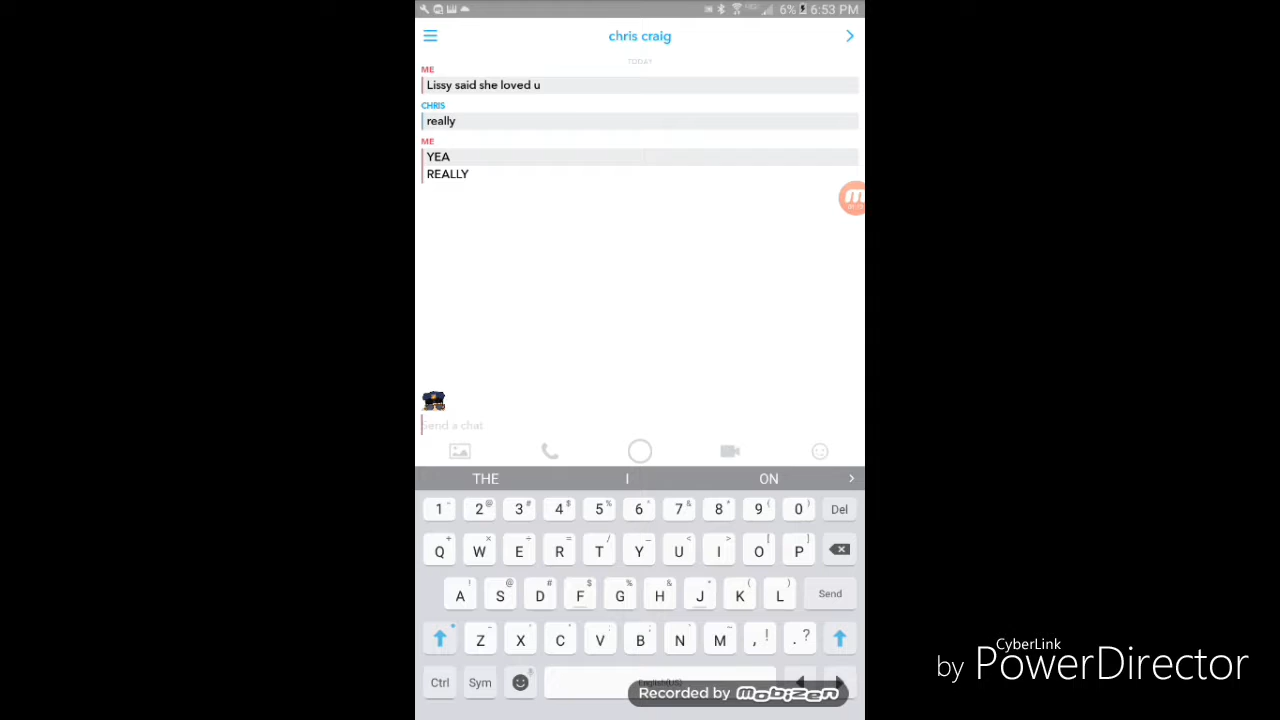 6% 6:53 PM
chris craig
TODAY
ME
Lissy said she loved u
CHRIS
really
ME
YEA
REALLY
Send a chat
THE I ON
1 2 3 4 5 6 7 8 9 0 Del
Q W E R T Y U I O P
A S D F G H J K L Send
Z X C V B N M , ! . ?
Ctrl Sym English(US)
Recorded by mobizen
CyberLink
by PowerDirector